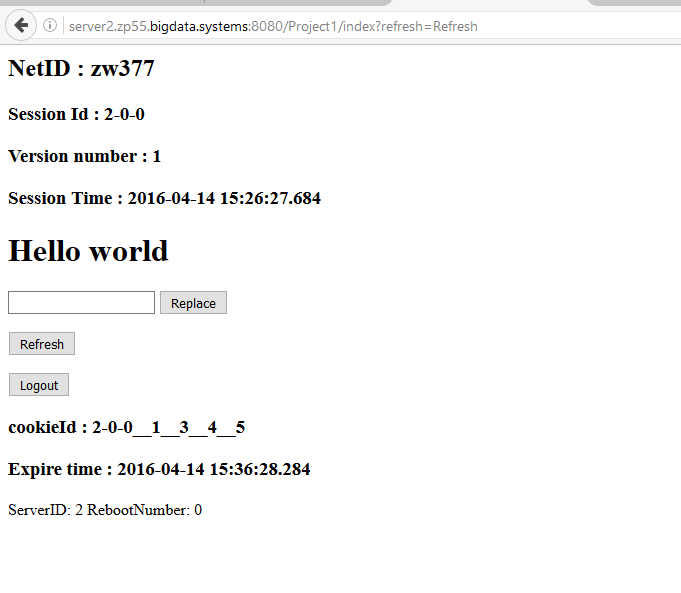 server2.zp55.bigdata.systems:8080/Project1/index?refresh=Refresh
NetID : zw377
Session Id : 2-0-0
Version number : 1
Session Time : 2016-04-14 15:26:27.684
Hello world
Replace
Refresh
Logout
cookieId : 2-0-0__1__3__4__5
Expire time : 2016-04-14 15:36:28.284
ServerID: 2 RebootNumber: 0